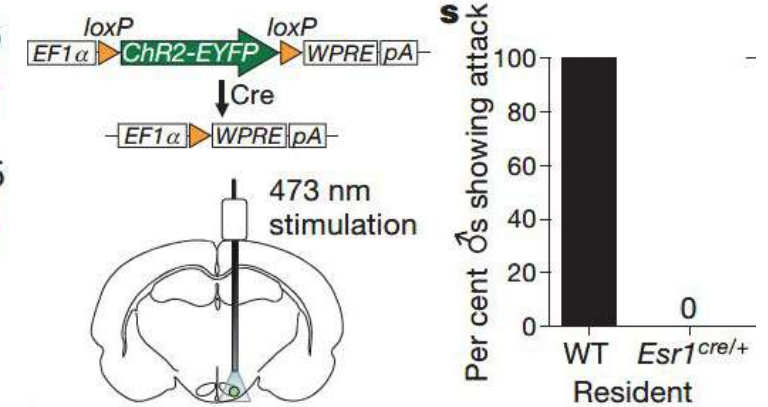 loxP loxP
EF1α ChR2-EYFP WPRE pA
Cre
EF1α WPRE pA
473 nm
stimulation
5
s
Per cent ♂s showing attack
100
80
60
40
20
0
0
WT Esr1cre/+
Resident